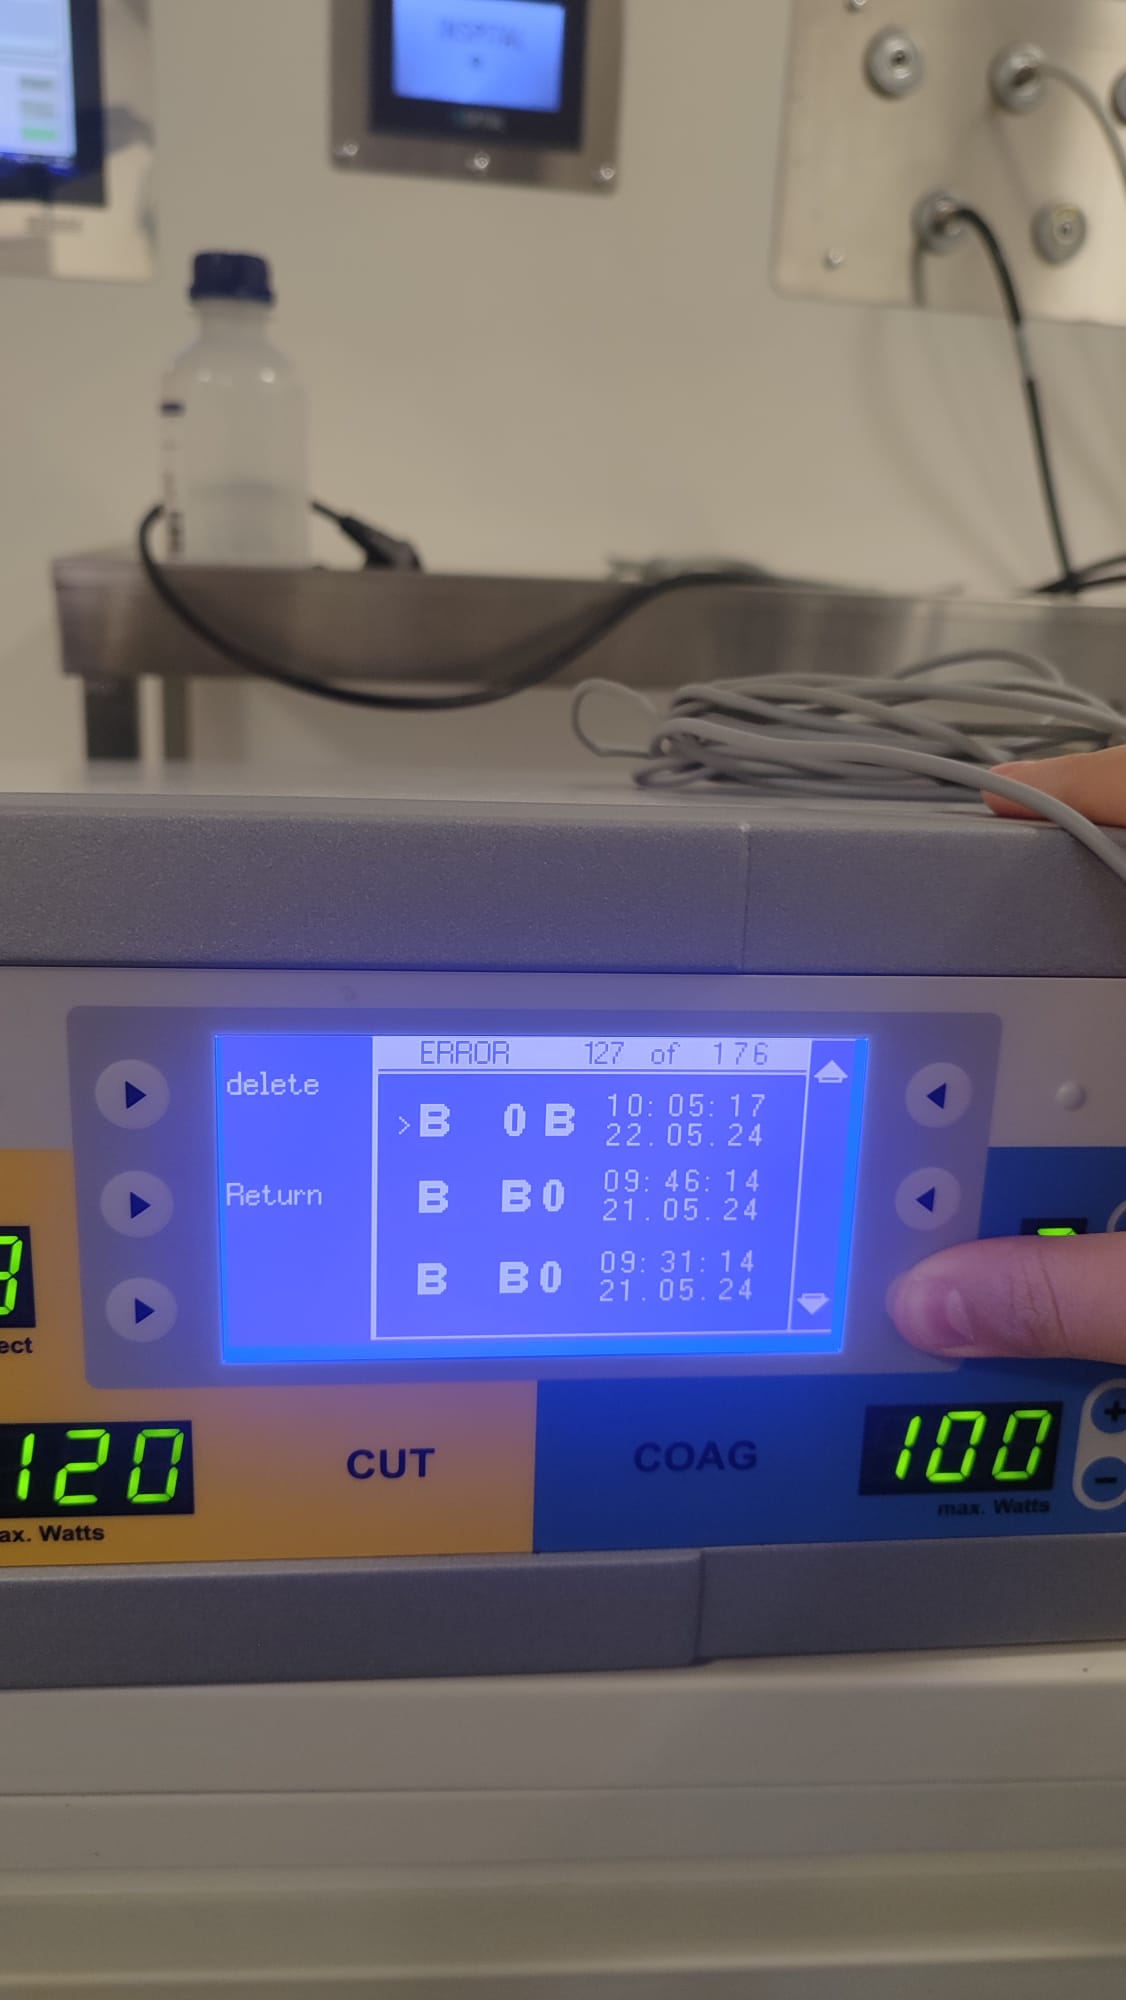 delete
Return
ERROR 127 of 176
>B 0B 10:05:17
22.05.24
B B0 09:46:14
21.05.24
B B0 09:31:14
21.05.24
ect
120
CUT
ax. Watts
COAG
100
max. Watts
+
-